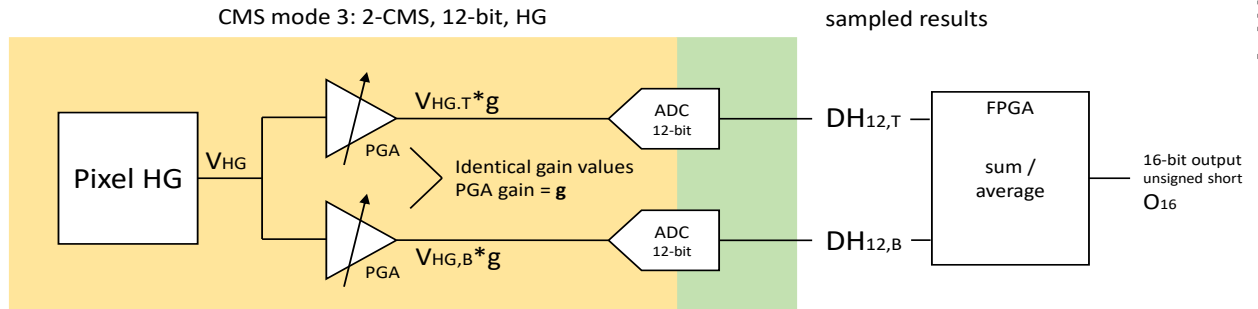 CMS mode 3: 2-CMS, 12-bit, HG
sampled results
Pixel HG
VHG
VHG.T*g
PGA
ADC
12-bit
DH12,T
Identical gain values
PGA gain = g
VHG,B*g
PGA
ADC
12-bit
DH12,B
FPGA
sum /
average
16-bit output
unsigned short
O16